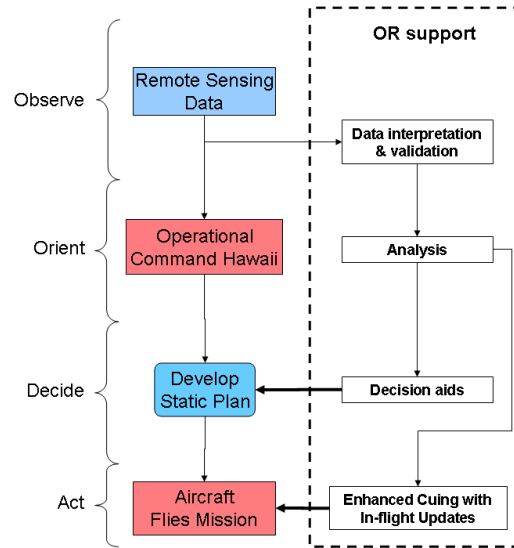 OR support
Observe
Remote Sensing
Data
Data interpretation
& validation
Orient
Operational
Command Hawaii
Analysis
Decide
Develop
Static Plan
Decision aids
Act
Aircraft
Flies Mission
Enhanced Cuing with
In-flight Updates